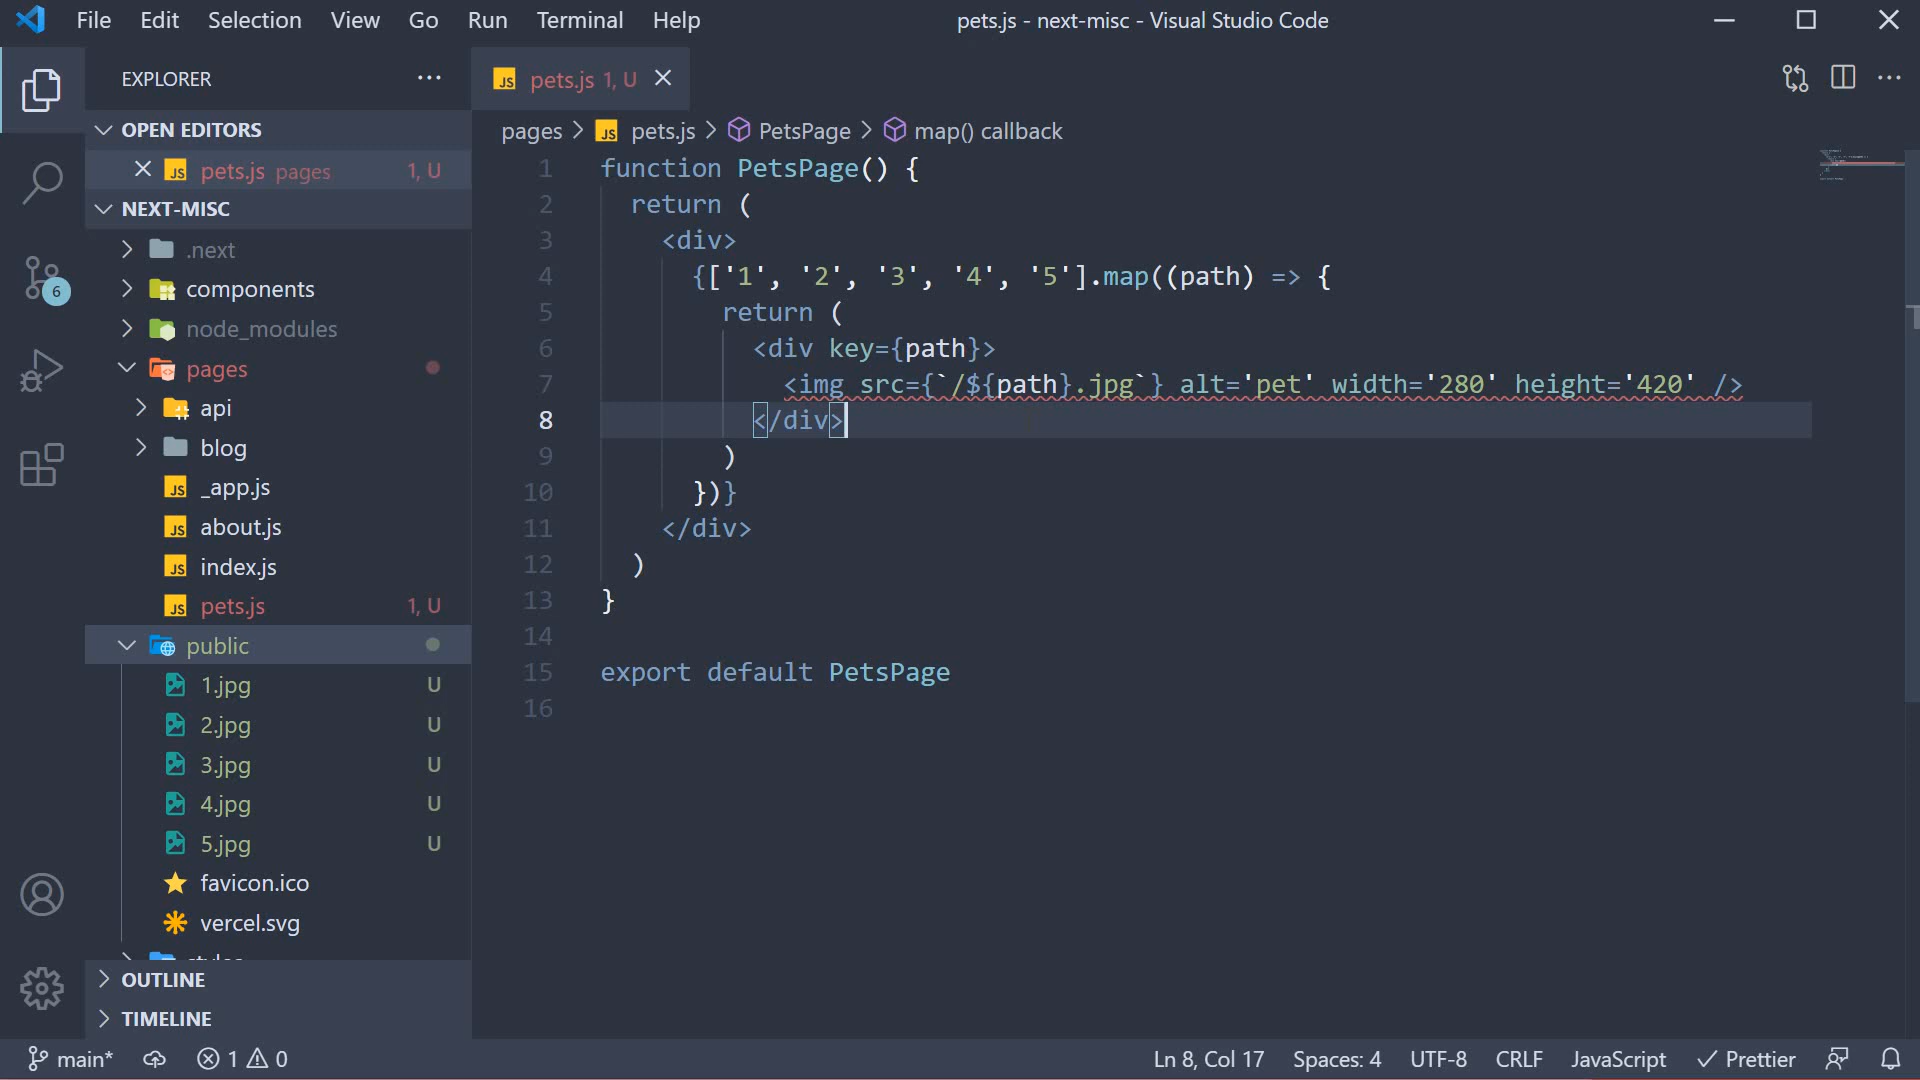 File Edit Selection View Go Run Terminal Help
pets.js - next-misc - Visual Studio Code
EXPLORER
OPEN EDITORS
pets.js pages 1, U
NEXT-MISC
.next
components
node_modules
pages
api
blog
_app.js
about.js
index.js
pets.js 1, U
public
1.jpg U
2.jpg U
3.jpg U
4.jpg U
5.jpg U
favicon.ico
vercel.svg
OUTLINE
TIMELINE
pets.js 1, U
pages > pets.js > PetsPage > map() callback
1 function PetsPage() {
2 return (
3 <div>
4 {['1', '2', '3', '4', '5'].map((path) => {
5 return (
6 <div key={path}>
7 <img src={`/${path}.jpg`} alt='pet' width='280' height='420' />
8 </div>
9 )
10 })}
11 </div>
12 )
13 }
14
15 export default PetsPage
16
main* 1 0 Ln 8, Col 17 Spaces: 4 UTF-8 CRLF JavaScript Prettier
6